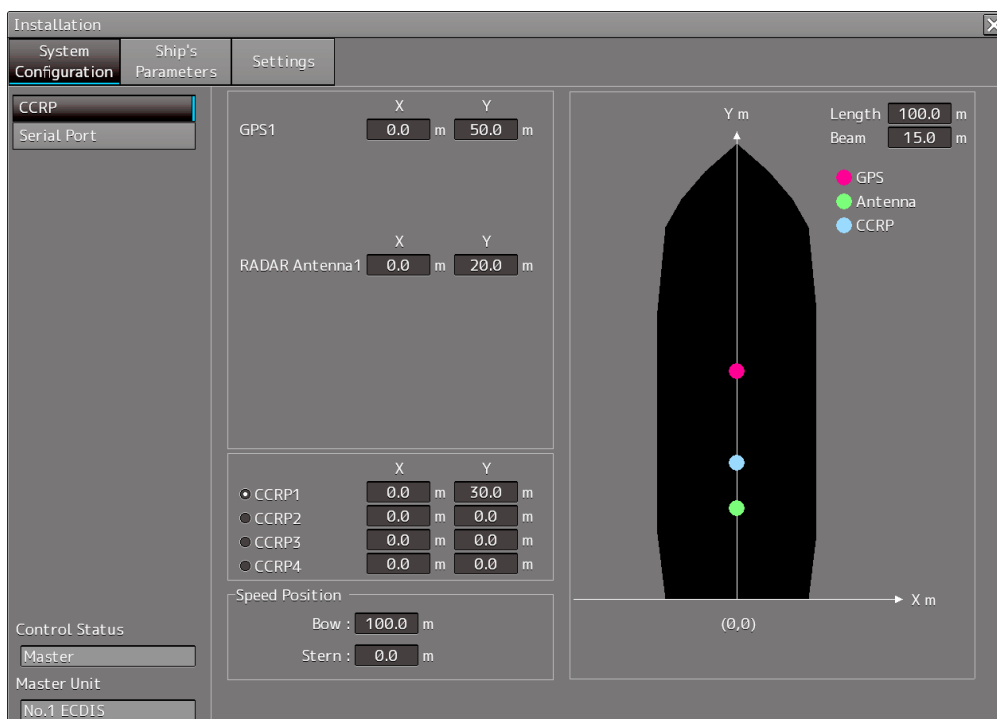 Installation
System Configuration
Ship's Parameters
Settings
CCRP
Serial Port
X Y
GPS1 0.0 m 50.0 m
X Y
RADAR Antenna1 0.0 m 20.0 m
X Y
CCRP1 0.0 m 30.0 m
CCRP2 0.0 m 0.0 m
CCRP3 0.0 m 0.0 m
CCRP4 0.0 m 0.0 m
Speed Position
Bow : 100.0 m
Stern : 0.0 m
Y m
Length 100.0 m
Beam 15.0 m
GPS
Antenna
CCRP
X m
(0,0)
Control Status
Master
Master Unit
No.1 ECDIS